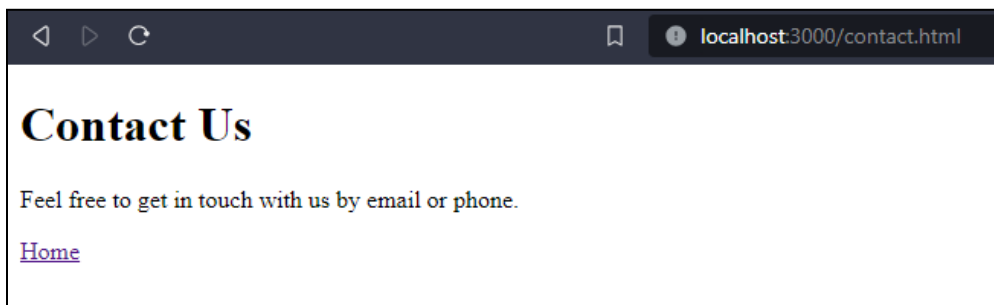 localhost:3000/contact.html
Contact Us
Feel free to get in touch with us by email or phone.
Home